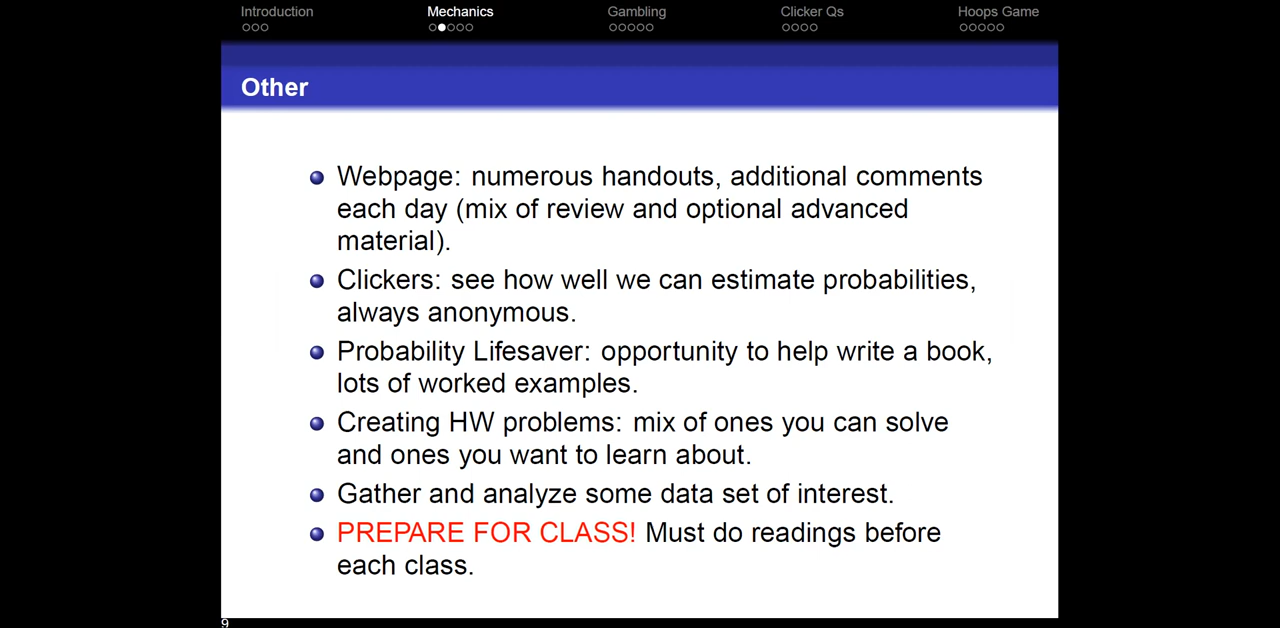 Introduction Mechanics Gambling Clicker Qs Hoops Game
Other
Webpage: numerous handouts, additional comments
each day (mix of review and optional advanced
material).
Clickers: see how well we can estimate probabilities,
always anonymous.
Probability Lifesaver: opportunity to help write a book,
lots of worked examples.
Creating HW problems: mix of ones you can solve
and ones you want to learn about.
Gather and analyze some data set of interest.
PREPARE FOR CLASS! Must do readings before
each class.
9